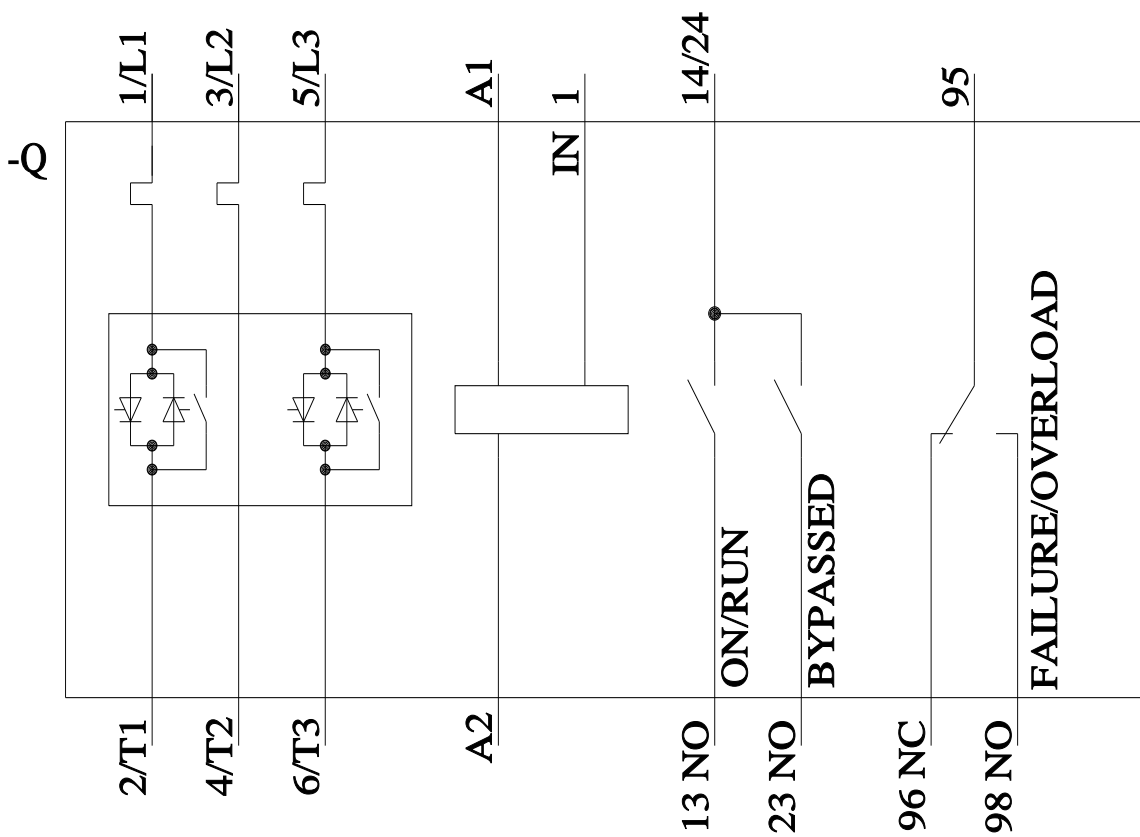 1/L1
3/L2
5/L3
A1
1
14/24
95
-Q
IN
ON/RUN
BYPASSED
FAILURE/OVERLOAD
2/T1
4/T2
6/T3
A2
13 NO
23 NO
96 NC
98 NO